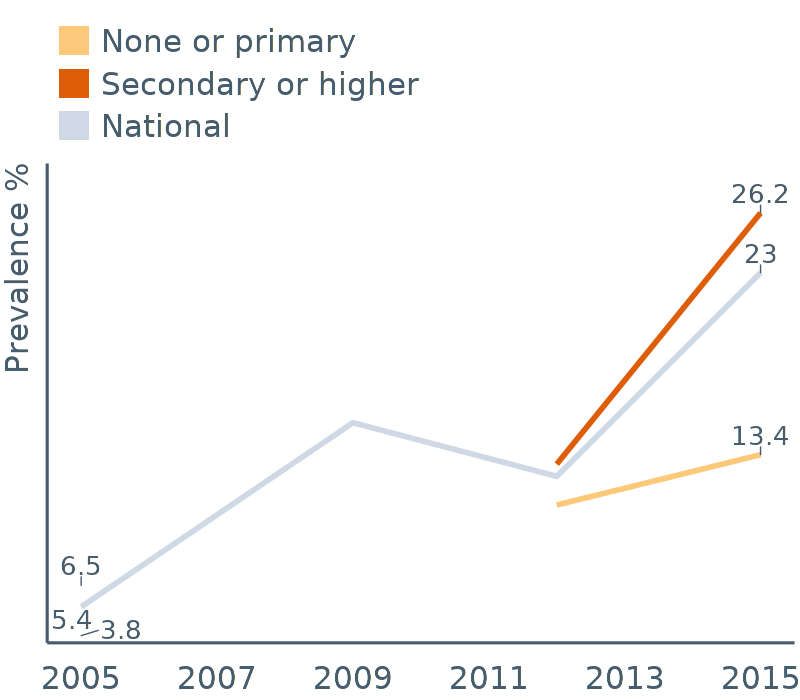 None or primary
Secondary or higher
National
Prevalence %
26.2
23
13.4
6.5
5.4
3.8
2005 2007 2009 2011 2013 2015